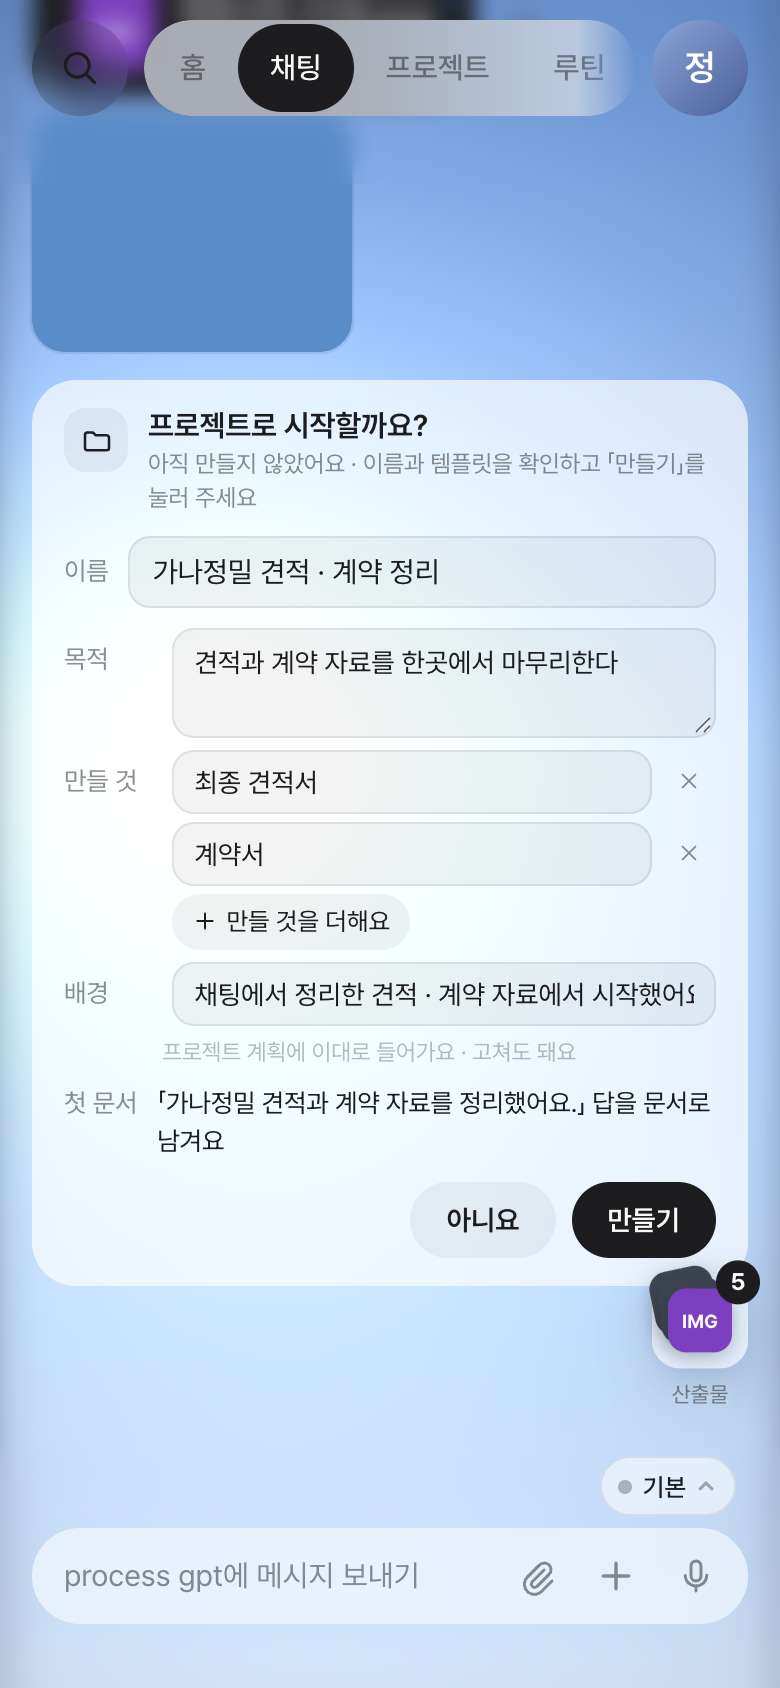 홈
채팅
프로젝트
루틴
정
프로젝트로 시작할까요?
아직 만들지 않았어요 · 이름과 템플릿을 확인하고 「만들기」를
눌러 주세요
이름
가나정밀 견적 · 계약 정리
목적
견적과 계약 자료를 한곳에서 마무리한다
만들 것
최종 견적서
계약서
+ 만들 것을 더해요
배경
채팅에서 정리한 견적 · 계약 자료에서 시작했어요
프로젝트 계획에 이대로 들어가요 · 고쳐도 돼요
첫 문서
「가나정밀 견적과 계약 자료를 정리했어요.」 답을 문서로
남겨요
아니요
만들기
5
IMG
산출물
기본
process gpt에 메시지 보내기